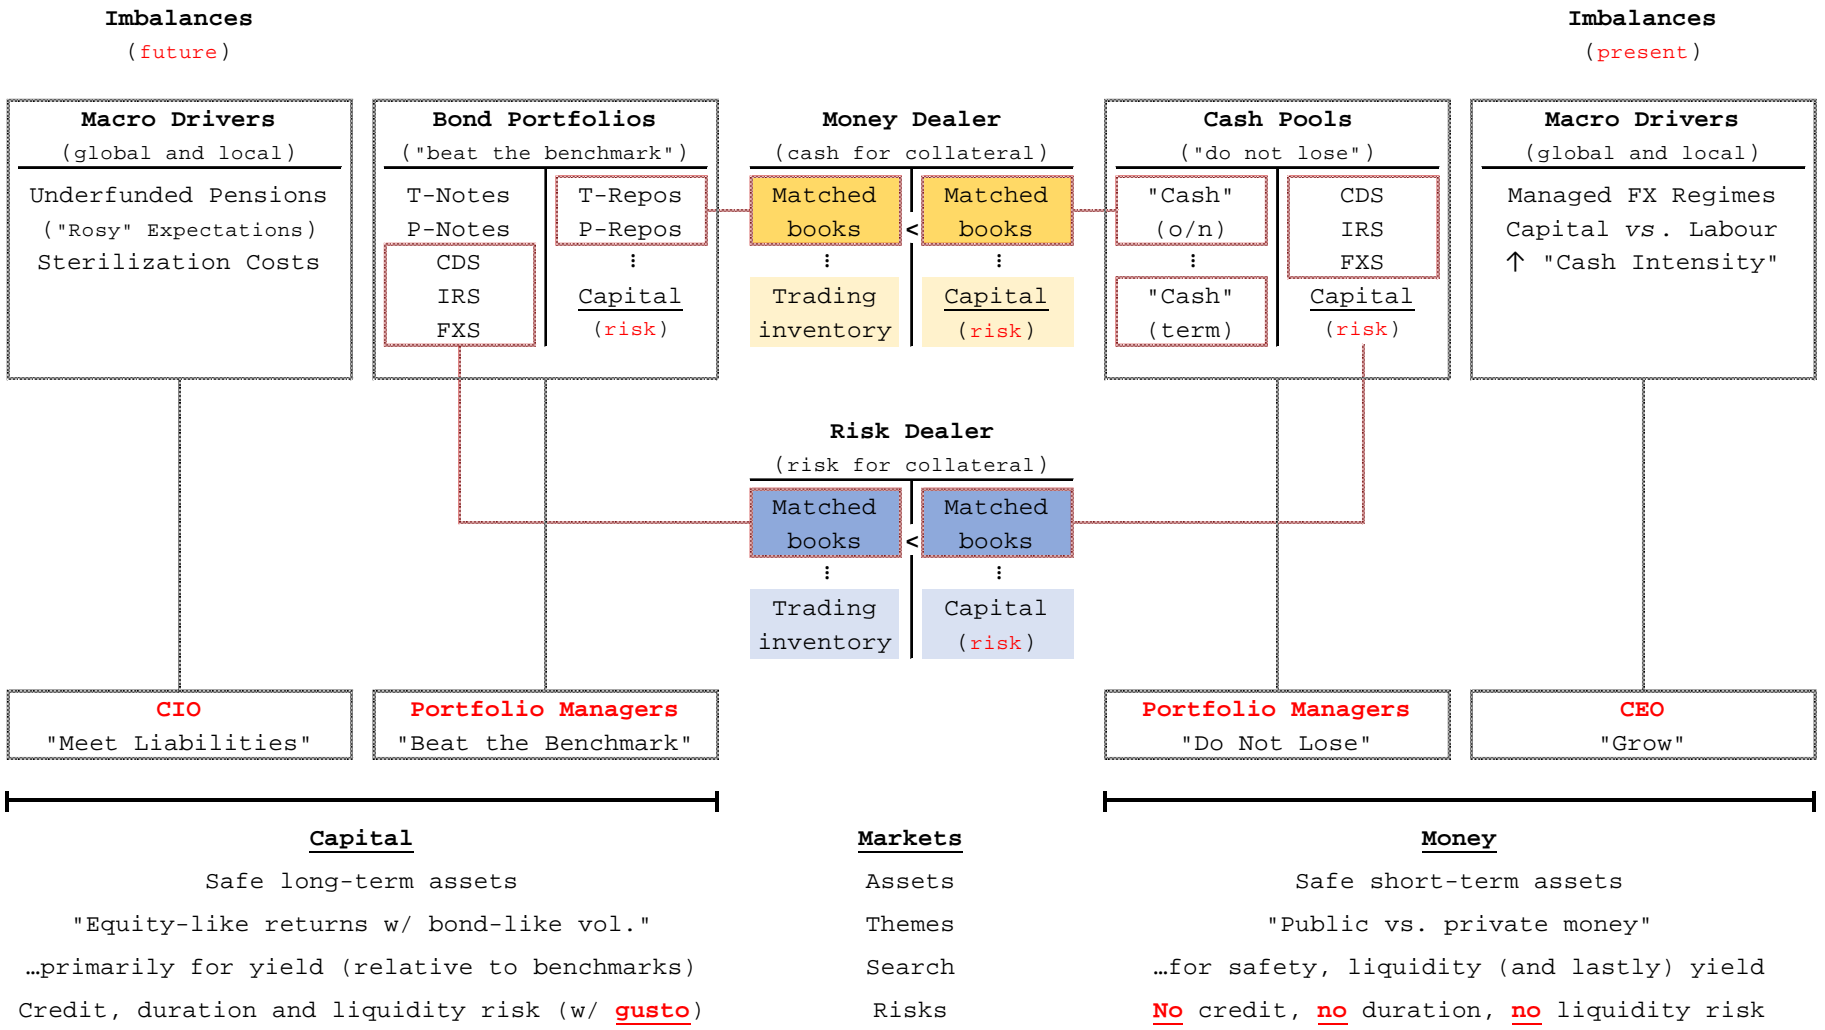 Imbalances
(future)
Imbalances
(present)
Macro Drivers
(global and local)
Underfunded Pensions
("Rosy" Expectations)
Sterilization Costs
Bond Portfolios
("beat the benchmark")
T-Notes
P-Notes
CDS
IRS
FXS
T-Repos
P-Repos
⋮
Capital
(risk)
Money Dealer
(cash for collateral)
Matched
books
⋮
Trading
inventory
<
Matched
books
⋮
Capital
(risk)
Cash Pools
("do not lose")
"Cash"
(o/n)
⋮
"Cash"
(term)
CDS
IRS
FXS
Capital
(risk)
Macro Drivers
(global and local)
Managed FX Regimes
Capital vs. Labour
↑ "Cash Intensity"
Risk Dealer
(risk for collateral)
Matched
books
⋮
Trading
inventory
<
Matched
books
⋮
Capital
(risk)
CIO
"Meet Liabilities"
Portfolio Managers
"Beat the Benchmark"
Portfolio Managers
"Do Not Lose"
CEO
"Grow"
Capital
Markets
Money
Safe long-term assets
Assets
Safe short-term assets
"Equity-like returns w/ bond-like vol."
Themes
"Public vs. private money"
…primarily for yield (relative to benchmarks)
Search
…for safety, liquidity (and lastly) yield
Credit, duration and liquidity risk (w/ gusto)
Risks
No credit, no duration, no liquidity risk